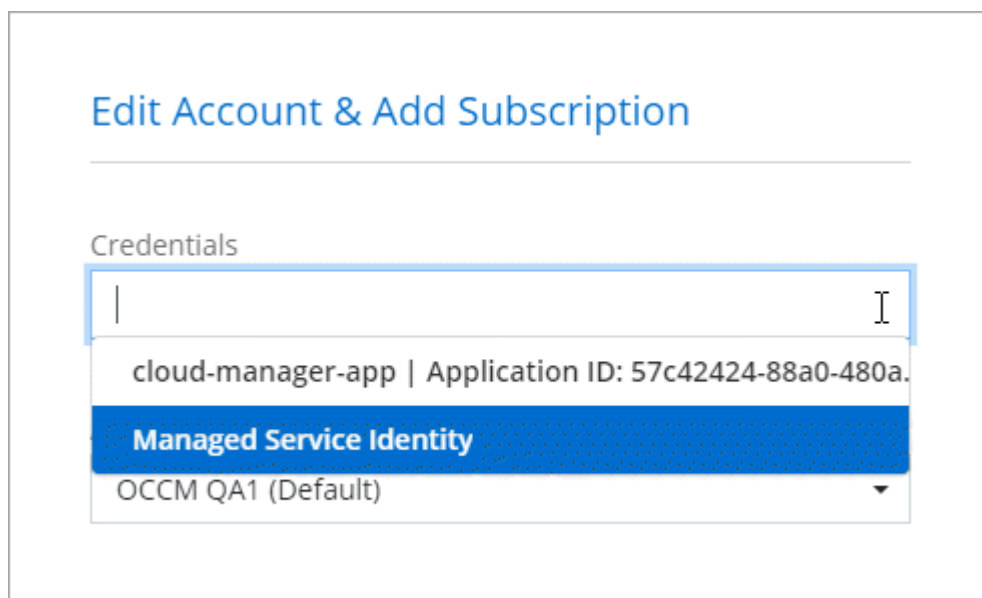 Edit Account & Add Subscription
Credentials
cloud-manager-app | Application ID: 57c42424-88a0-480a.
Managed Service Identity
OCCM QA1 (Default)